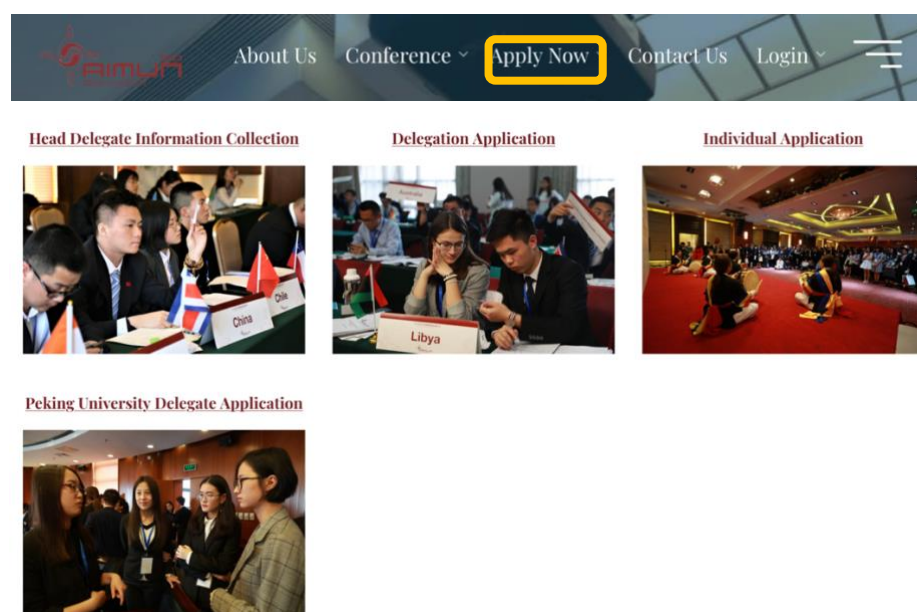 AIMUN
About Us
Conference
Apply Now
Contact Us
Login
Head Delegate Information Collection
Delegation Application
Individual Application
China
Chile
Australia
Libya
Peking University Delegate Application